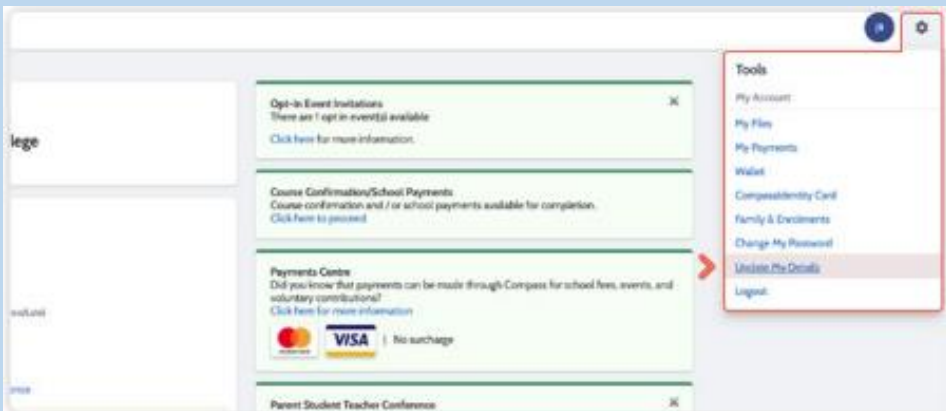 lege
Opt-In Event Invitations
There are 1 opt in event(s) available
Click here for more information.
Course Confirmation/School Payments
Course confirmation and / or school payments available for completion.
Click here to proceed
Payments Centre
Did you know that payments can be made through Compass for school fees, events, and
voluntary contributions?
Click here for more information
VISA | No surcharge
Parent Student Teacher Conference
Tools
My Account
My Files
My Payments
Wallet
CompassIdentity Card
Family & Enrolments
Change My Password
Update My Details
Logout